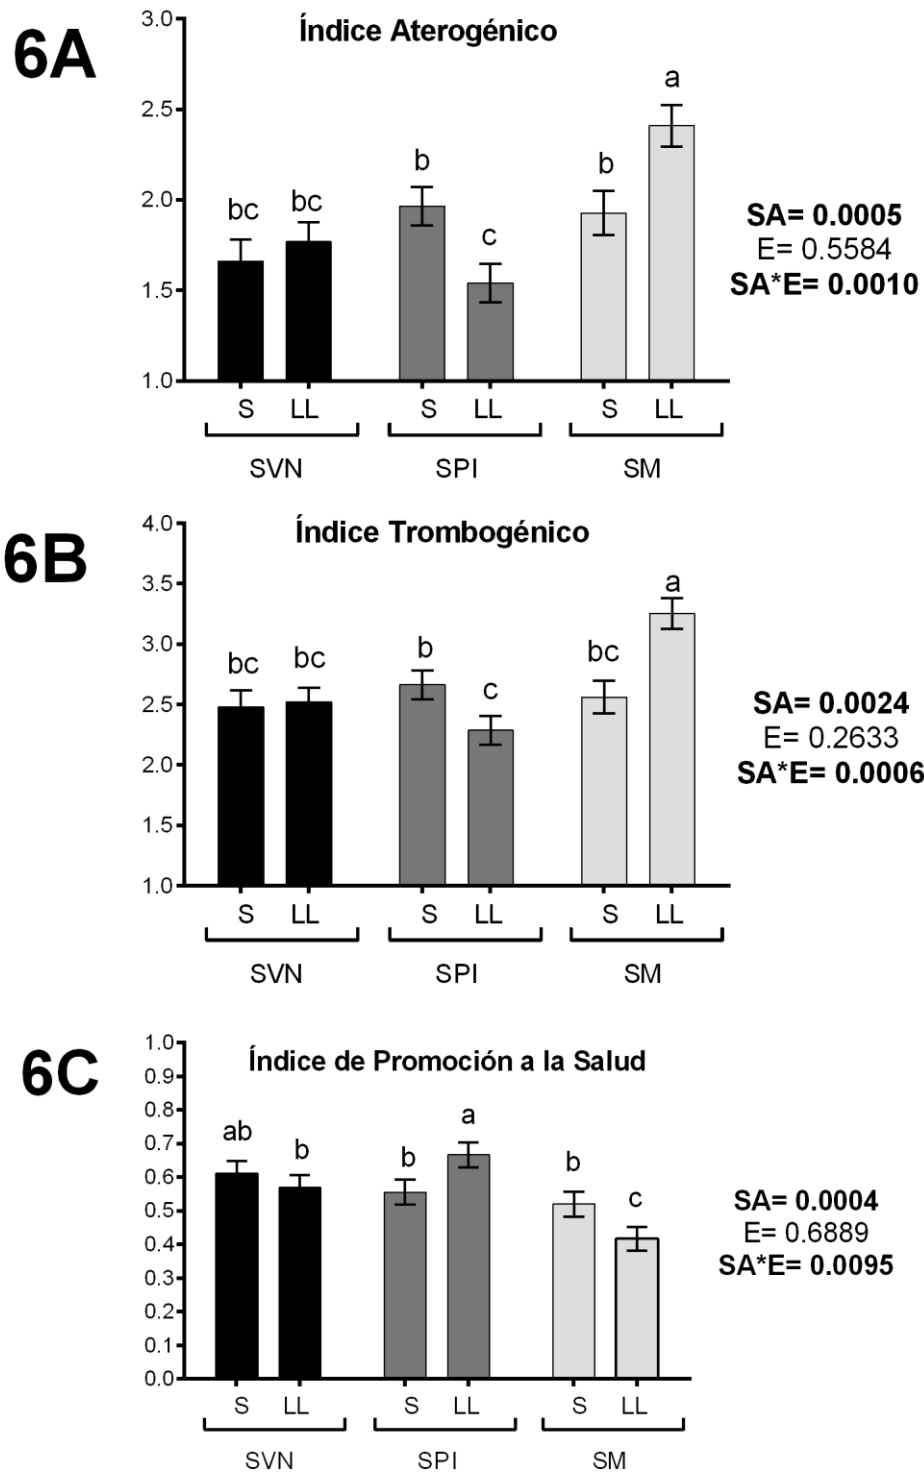 6A
Índice Aterogénico
3.0
2.5
2.0
1.5
1.0
bc bc b c b a
S LL S LL S LL
SVN SPI SM
SA= 0.0005
E= 0.5584
SA*E= 0.0010
6B
Índice Trombogénico
4.0
3.5
3.0
2.5
2.0
1.5
1.0
bc bc b c bc a
S LL S LL S LL
SVN SPI SM
SA= 0.0024
E= 0.2633
SA*E= 0.0006
6C
Índice de Promoción a la Salud
1.0
0.9
0.8
0.7
0.6
0.5
0.4
0.3
0.2
0.1
0.0
ab b b a b c
S LL S LL S LL
SVN SPI SM
SA= 0.0004
E= 0.6889
SA*E= 0.0095